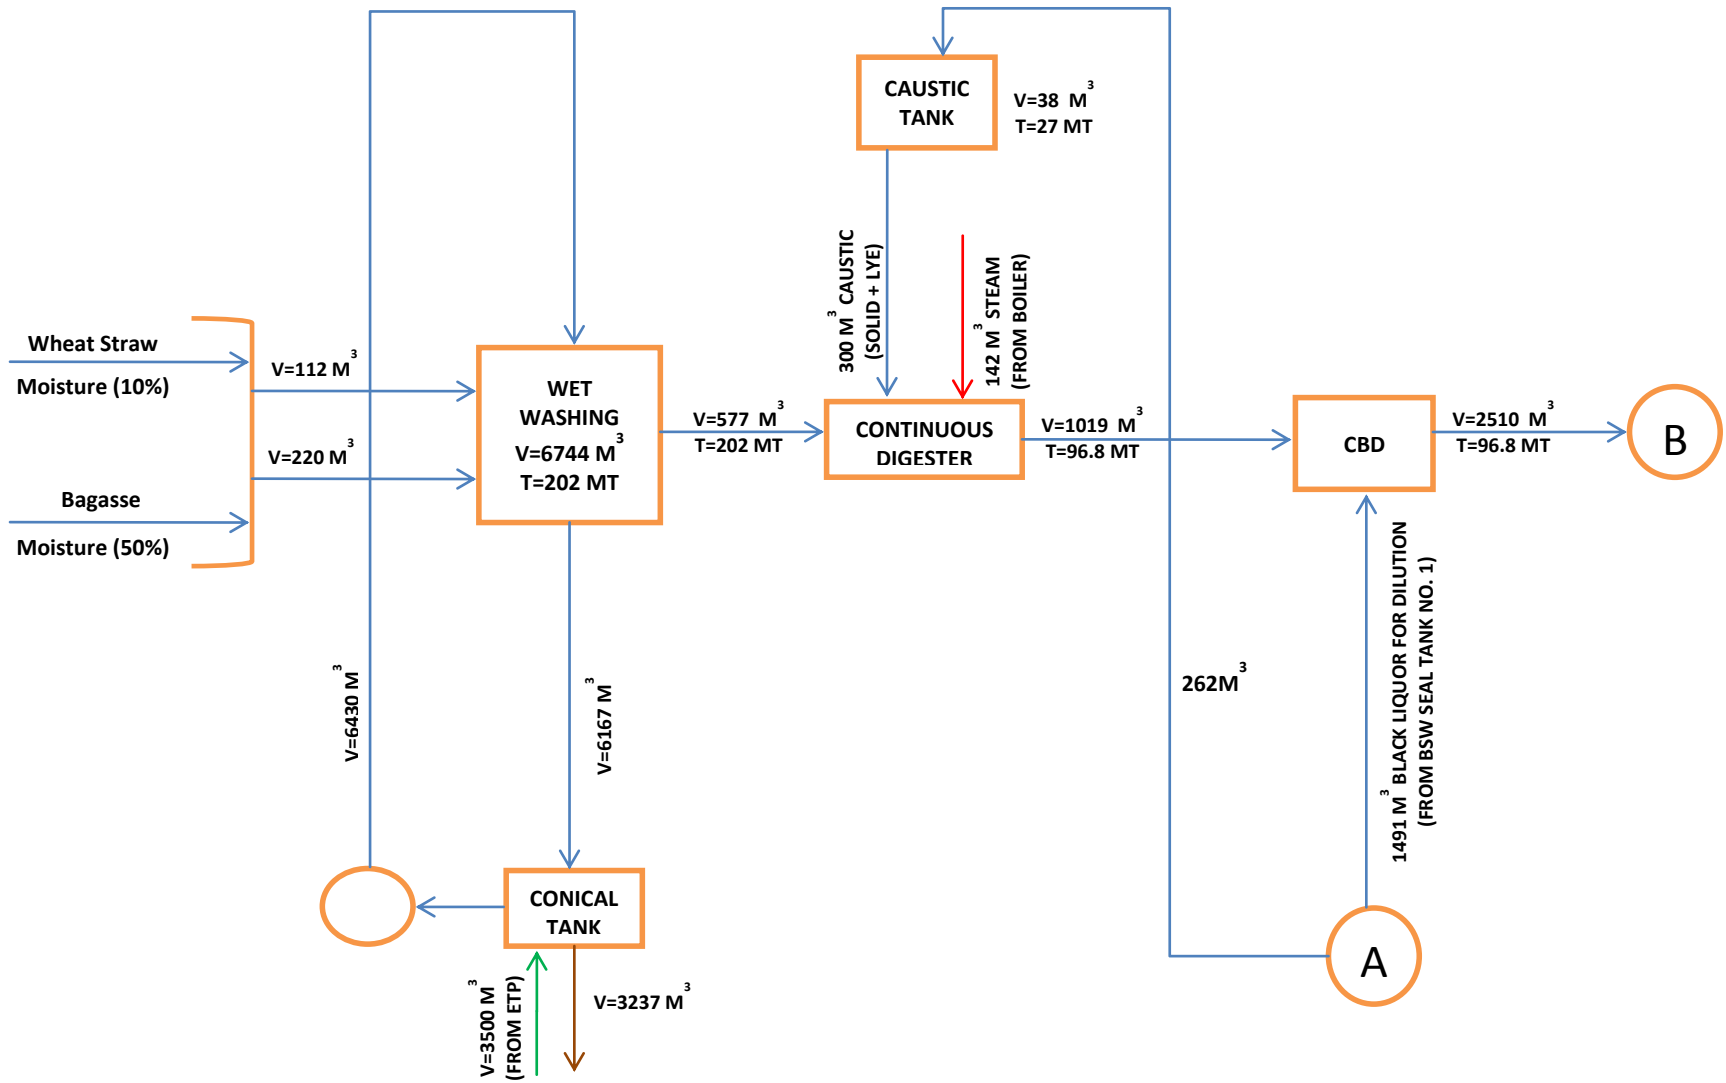 CAUSTIC
TANK
V=38 M³
T=27 MT
300 M³ CAUSTIC
(SOLID + LYE)
142 M³ STEAM
(FROM BOILER)
Wheat Straw
Moisture (10%)
V=112 M³
V=220 M³
Bagasse
Moisture (50%)
WET
WASHING
V=6744 M³
T=202 MT
V=577 M³
T=202 MT
CONTINUOUS
DIGESTER
V=1019 M³
T=96.8 MT
CBD
V=2510 M³
T=96.8 MT
B
V=6430 M³
V=6167 M³
262M³
1491 M³ BLACK LIQUOR FOR DILUTION
(FROM BSW SEAL TANK NO. 1)
CONICAL
TANK
A
V=3500 M³
(FROM ETP)
V=3237 M³